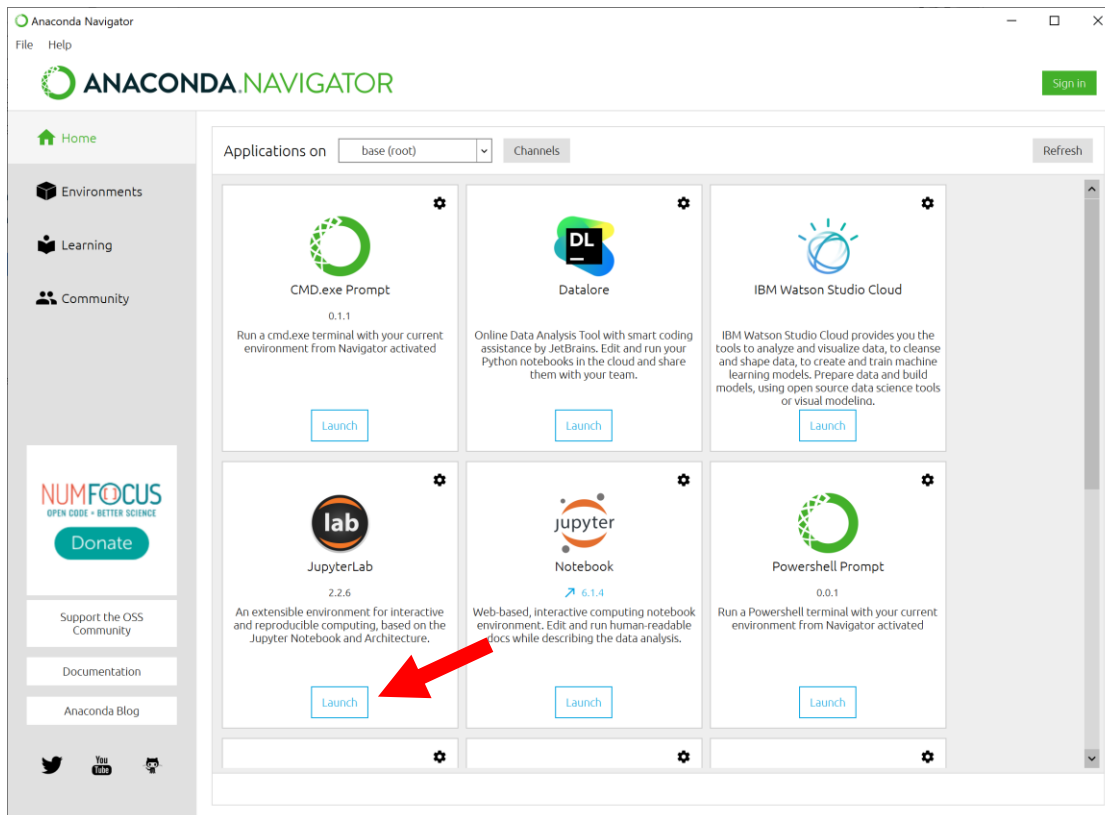 Anaconda Navigator
File Help
ANACONDA.NAVIGATOR
Sign in
Home
Environments
Learning
Community
NUMFOCUS
OPEN CODE = BETTER SCIENCE
Donate
Support the OSS
Community
Documentation
Anaconda Blog
You
Tube
Applications on base (root) Channels Refresh
CMD.exe Prompt
0.1.1
Run a cmd.exe terminal with your current
environment from Navigator activated
Launch
DL
Datalore
Online Data Analysis Tool with smart coding
assistance by JetBrains. Edit and run your
Python notebooks in the cloud and share
them with your team.
Launch
IBM Watson Studio Cloud
IBM Watson Studio Cloud provides you the
tools to analyze and visualize data, to cleanse
and shape data, to create and train machine
learning models. Prepare data and build
models, using open source data science tools
or visual modeling.
Launch
lab
JupyterLab
2.2.6
An extensible environment for interactive
and reproducible computing, based on the
Jupyter Notebook and Architecture.
Launch
jupyter
Notebook
6.1.4
Web-based, interactive computing notebook
environment. Edit and run human-readable
docs while describing the data analysis.
Launch
Powershell Prompt
0.0.1
Run a Powershell terminal with your current
environment from Navigator activated
Launch